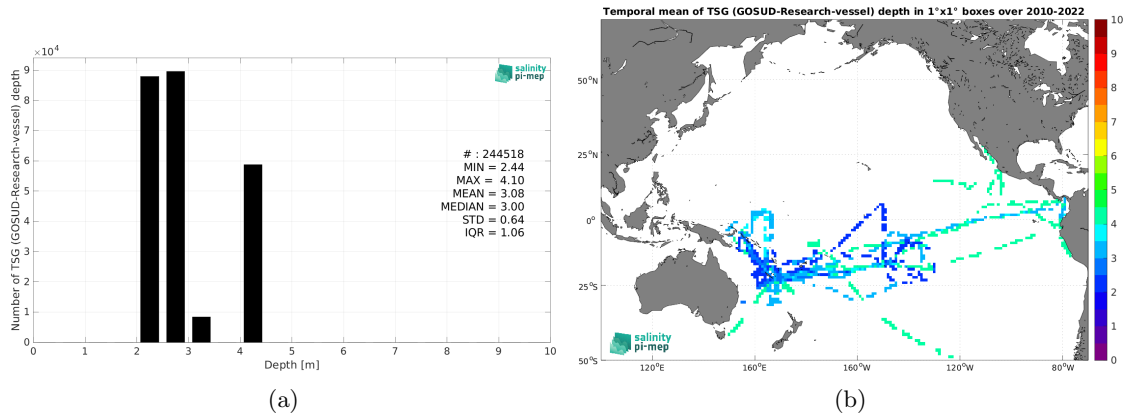 ×10⁴
9
8
7
6
5
4
3
2
1
0
Number of TSG (GOSUD-Research-vessel) depth
salinity
pi-mep
# : 244518
MIN = 2.44
MAX = 4.10
MEAN = 3.08
MEDIAN = 3.00
STD = 0.64
IQR = 1.06
0 1 2 3 4 5 6 7 8 9 10
Depth [m]
(a)
Temporal mean of TSG (GOSUD-Research-vessel) depth in 1°x1° boxes over 2010-2022
50°N
25°N
0°
25°S
50°S
120°E 160°E 160°W 120°W 80°W
salinity
pi-mep
10
9
8
7
6
5
4
3
2
1
0
(b)